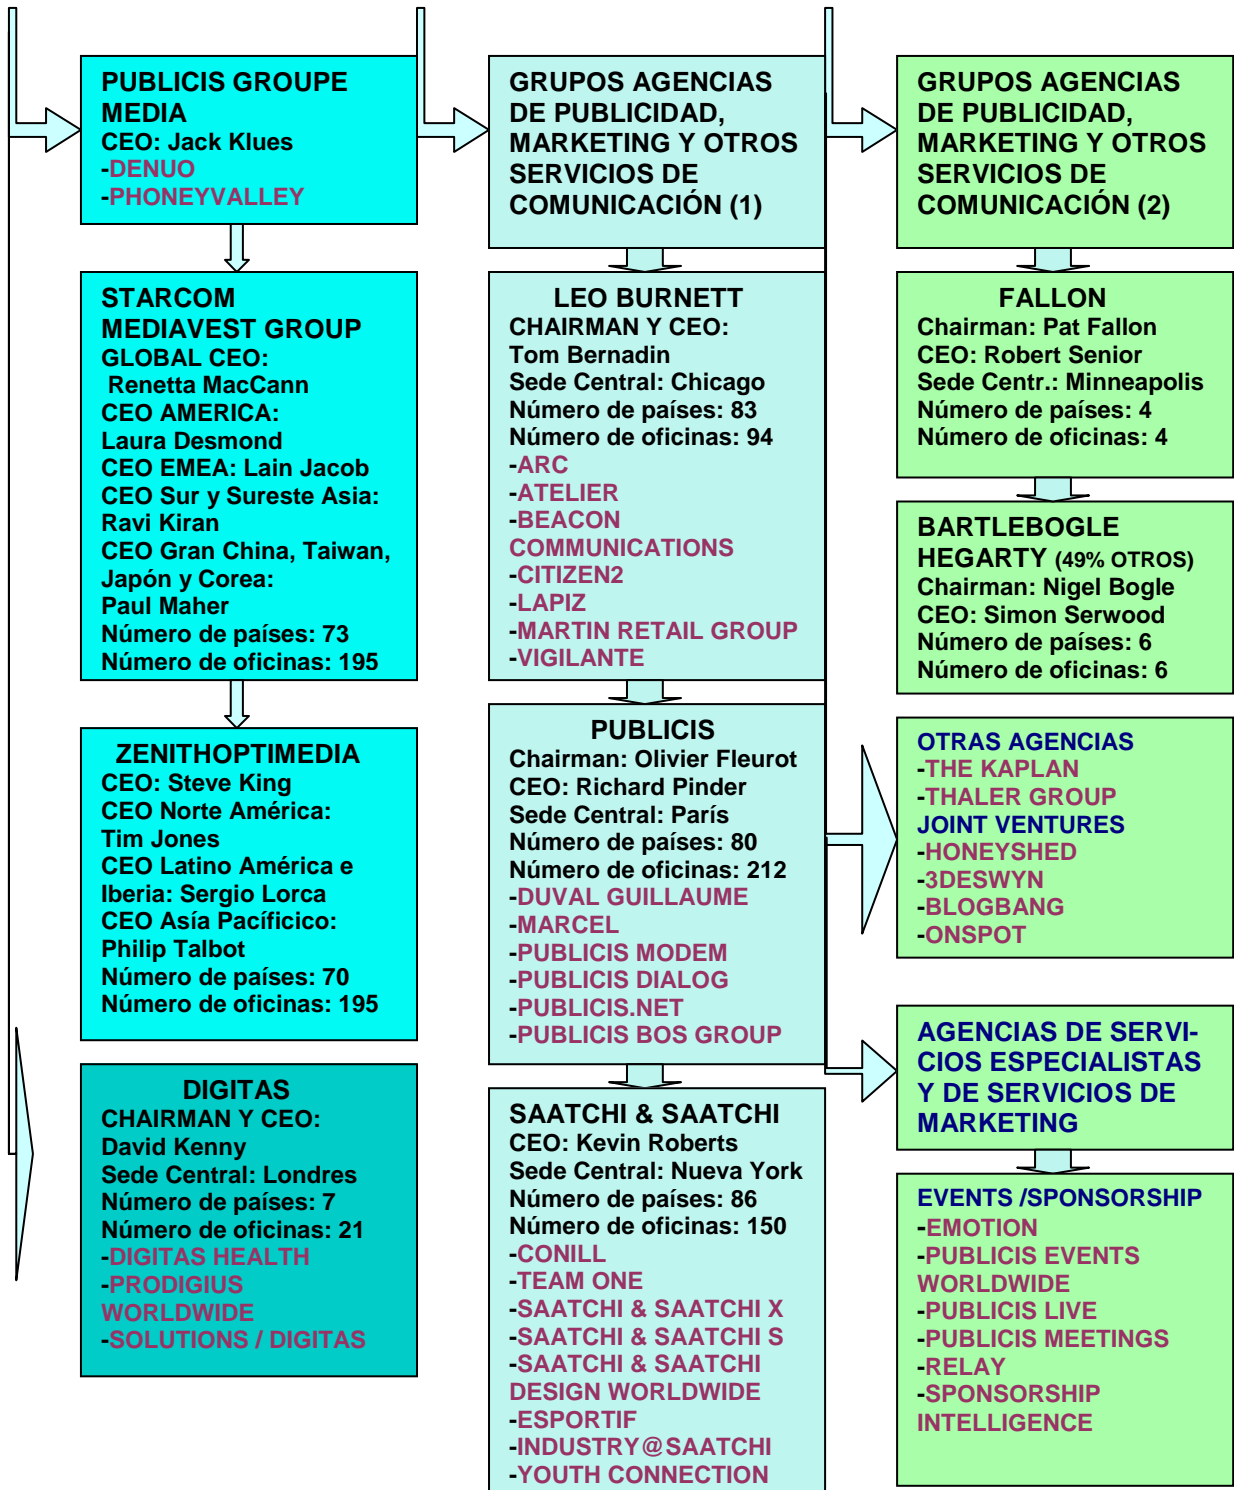 PUBLICIS GROUPE
MEDIA
CEO: Jack Klues
-DENUO
-PHONEYVALLEY
STARCOM
MEDIAVEST GROUP
GLOBAL CEO:
Renetta MacCann
CEO AMERICA:
Laura Desmond
CEO EMEA: Lain Jacob
CEO Sur y Sureste Asia:
Ravi Kiran
CEO Gran China, Taiwan,
Japón y Corea:
Paul Maher
Número de países: 73
Número de oficinas: 195
ZENITHOPTIMEDIA
CEO: Steve King
CEO Norte América:
Tim Jones
CEO Latino América e
Iberia: Sergio Lorca
CEO Asía Pacíficico:
Philip Talbot
Número de países: 70
Número de oficinas: 195
DIGITAS
CHAIRMAN Y CEO:
David Kenny
Sede Central: Londres
Número de países: 7
Número de oficinas: 21
-DIGITAS HEALTH
-PRODIGIUS
WORLDWIDE
-SOLUTIONS / DIGITAS
GRUPOS AGENCIAS
DE PUBLICIDAD,
MARKETING Y OTROS
SERVICIOS DE
COMUNICACIÓN (1)
LEO BURNETT
CHAIRMAN Y CEO:
Tom Bernadin
Sede Central: Chicago
Número de países: 83
Número de oficinas: 94
-ARC
-ATELIER
-BEACON
COMMUNICATIONS
-CITIZEN2
-LAPIZ
-MARTIN RETAIL GROUP
-VIGILANTE
PUBLICIS
Chairman: Olivier Fleurot
CEO: Richard Pinder
Sede Central: París
Número de países: 80
Número de oficinas: 212
-DUVAL GUILLAUME
-MARCEL
-PUBLICIS MODEM
-PUBLICIS DIALOG
-PUBLICIS.NET
-PUBLICIS BOS GROUP
SAATCHI & SAATCHI
CEO: Kevin Roberts
Sede Central: Nueva York
Número de países: 86
Número de oficinas: 150
-CONILL
-TEAM ONE
-SAATCHI & SAATCHI X
-SAATCHI & SAATCHI S
-SAATCHI & SAATCHI
DESIGN WORLDWIDE
-ESPORTIF
-INDUSTRY@SAATCHI
-YOUTH CONNECTION
GRUPOS AGENCIAS
DE PUBLICIDAD,
MARKETING Y OTROS
SERVICIOS DE
COMUNICACIÓN (2)
FALLON
Chairman: Pat Fallon
CEO: Robert Senior
Sede Centr.: Minneapolis
Número de países: 4
Número de oficinas: 4
BARTLEBOGLE
HEGARTY (49% OTROS)
Chairman: Nigel Bogle
CEO: Simon Serwood
Número de países: 6
Número de oficinas: 6
OTRAS AGENCIAS
-THE KAPLAN
-THALER GROUP
JOINT VENTURES
-HONEYSHED
-3DESWYN
-BLOGBANG
-ONSPOT
AGENCIAS DE SERVI-
CIOS ESPECIALISTAS
Y DE SERVICIOS DE
MARKETING
EVENTS /SPONSORSHIP
-EMOTION
-PUBLICIS EVENTS
WORLDWIDE
-PUBLICIS LIVE
-PUBLICIS MEETINGS
-RELAY
-SPONSORSHIP
INTELLIGENCE